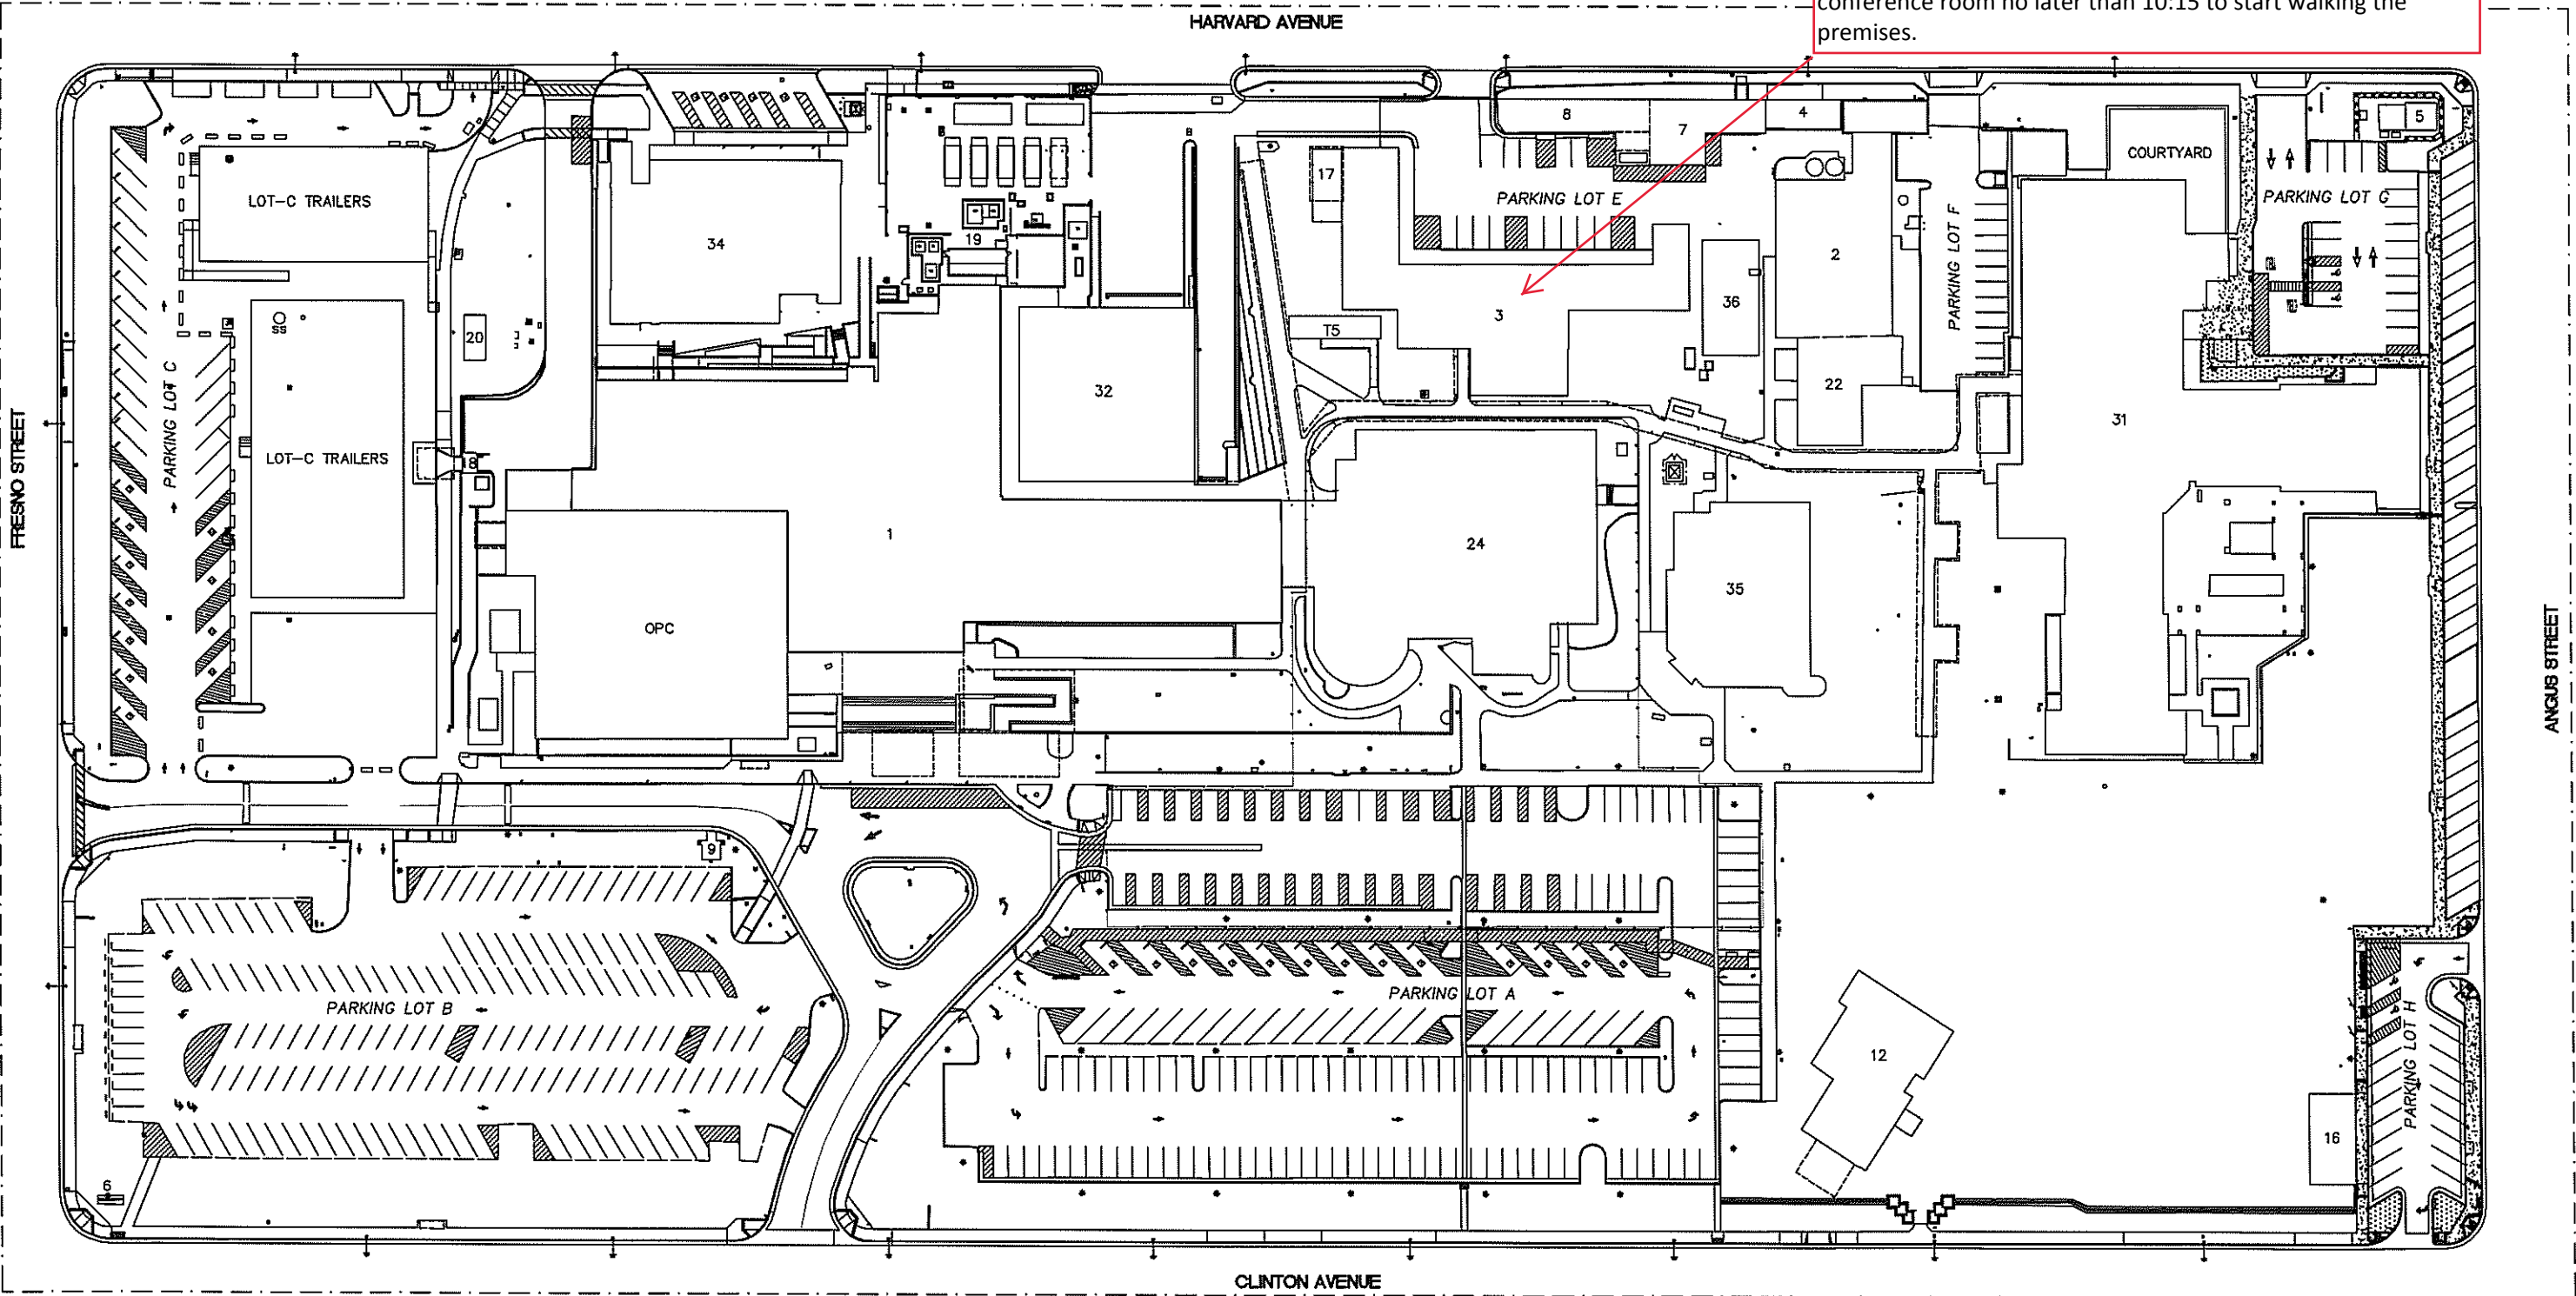 conference room no later than 10:15 to start walking the
premises.
HARVARD AVENUE
FRESNO STREET
ANGUS STREET
CLINTON AVENUE
LOT-C TRAILERS
SS
LOT-C TRAILERS
PARKING LOT C
20
18
34
19
32
1
OPC
17
T5
8
7
4
PARKING LOT E
3
36
2
22
PARKING LOT F
COURTYARD
5
PARKING LOT G
31
24
35
9
PARKING LOT B
6
PARKING LOT A
12
16
PARKING LOT H